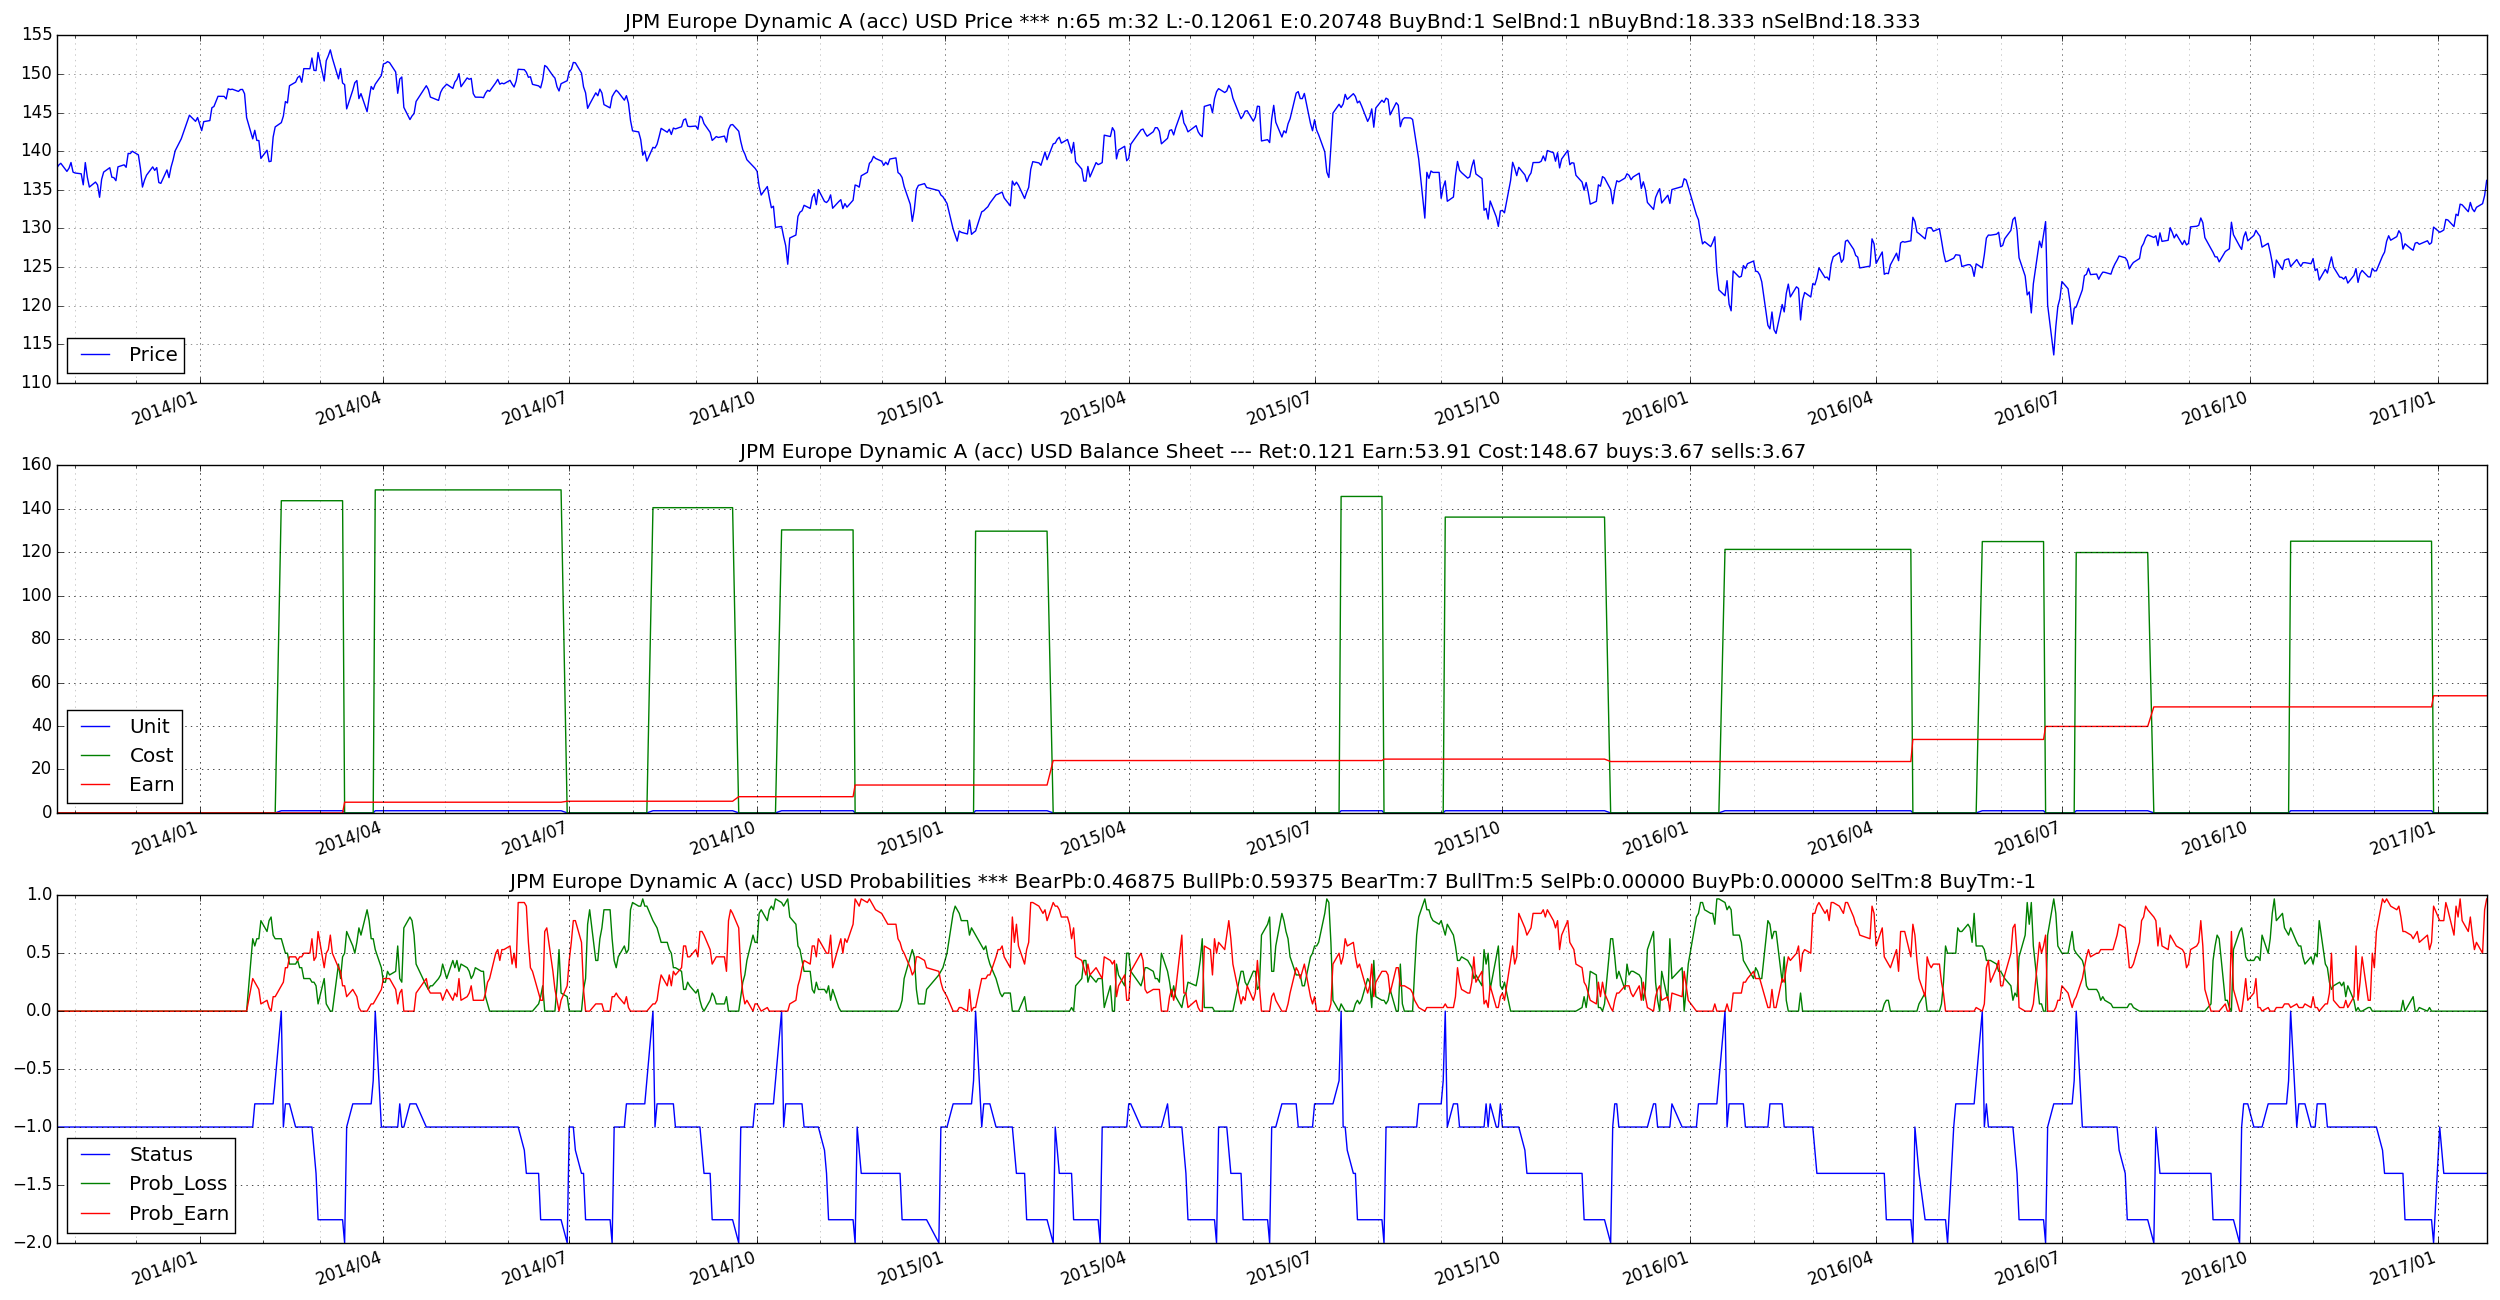 JPM Europe Dynamic A (acc) USD Price *** n:65 m:32 L:-0.12061 E:0.20748 BuyBnd:1 SelBnd:1 nBuyBnd:18.333 nSelBnd:18.333
155
150
145
140
135
130
125
120
115
110
Price
2014/01 2014/04 2014/07 2014/10 2015/01 2015/04 2015/07 2015/10 2016/01 2016/04 2016/07 2016/10 2017/01
JPM Europe Dynamic A (acc) USD Balance Sheet --- Ret:0.121 Earn:53.91 Cost:148.67 buys:3.67 sells:3.67
160
140
120
100
80
60
40
20
0
Unit
Cost
Earn
2014/01 2014/04 2014/07 2014/10 2015/01 2015/04 2015/07 2015/10 2016/01 2016/04 2016/07 2016/10 2017/01
JPM Europe Dynamic A (acc) USD Probabilities *** BearPb:0.46875 BullPb:0.59375 BearTm:7 BullTm:5 SelPb:0.00000 BuyPb:0.00000 SelTm:8 BuyTm:-1
1.0
0.5
0.0
−0.5
−1.0
−1.5
−2.0
Status
Prob_Loss
Prob_Earn
2014/01 2014/04 2014/07 2014/10 2015/01 2015/04 2015/07 2015/10 2016/01 2016/04 2016/07 2016/10 2017/01